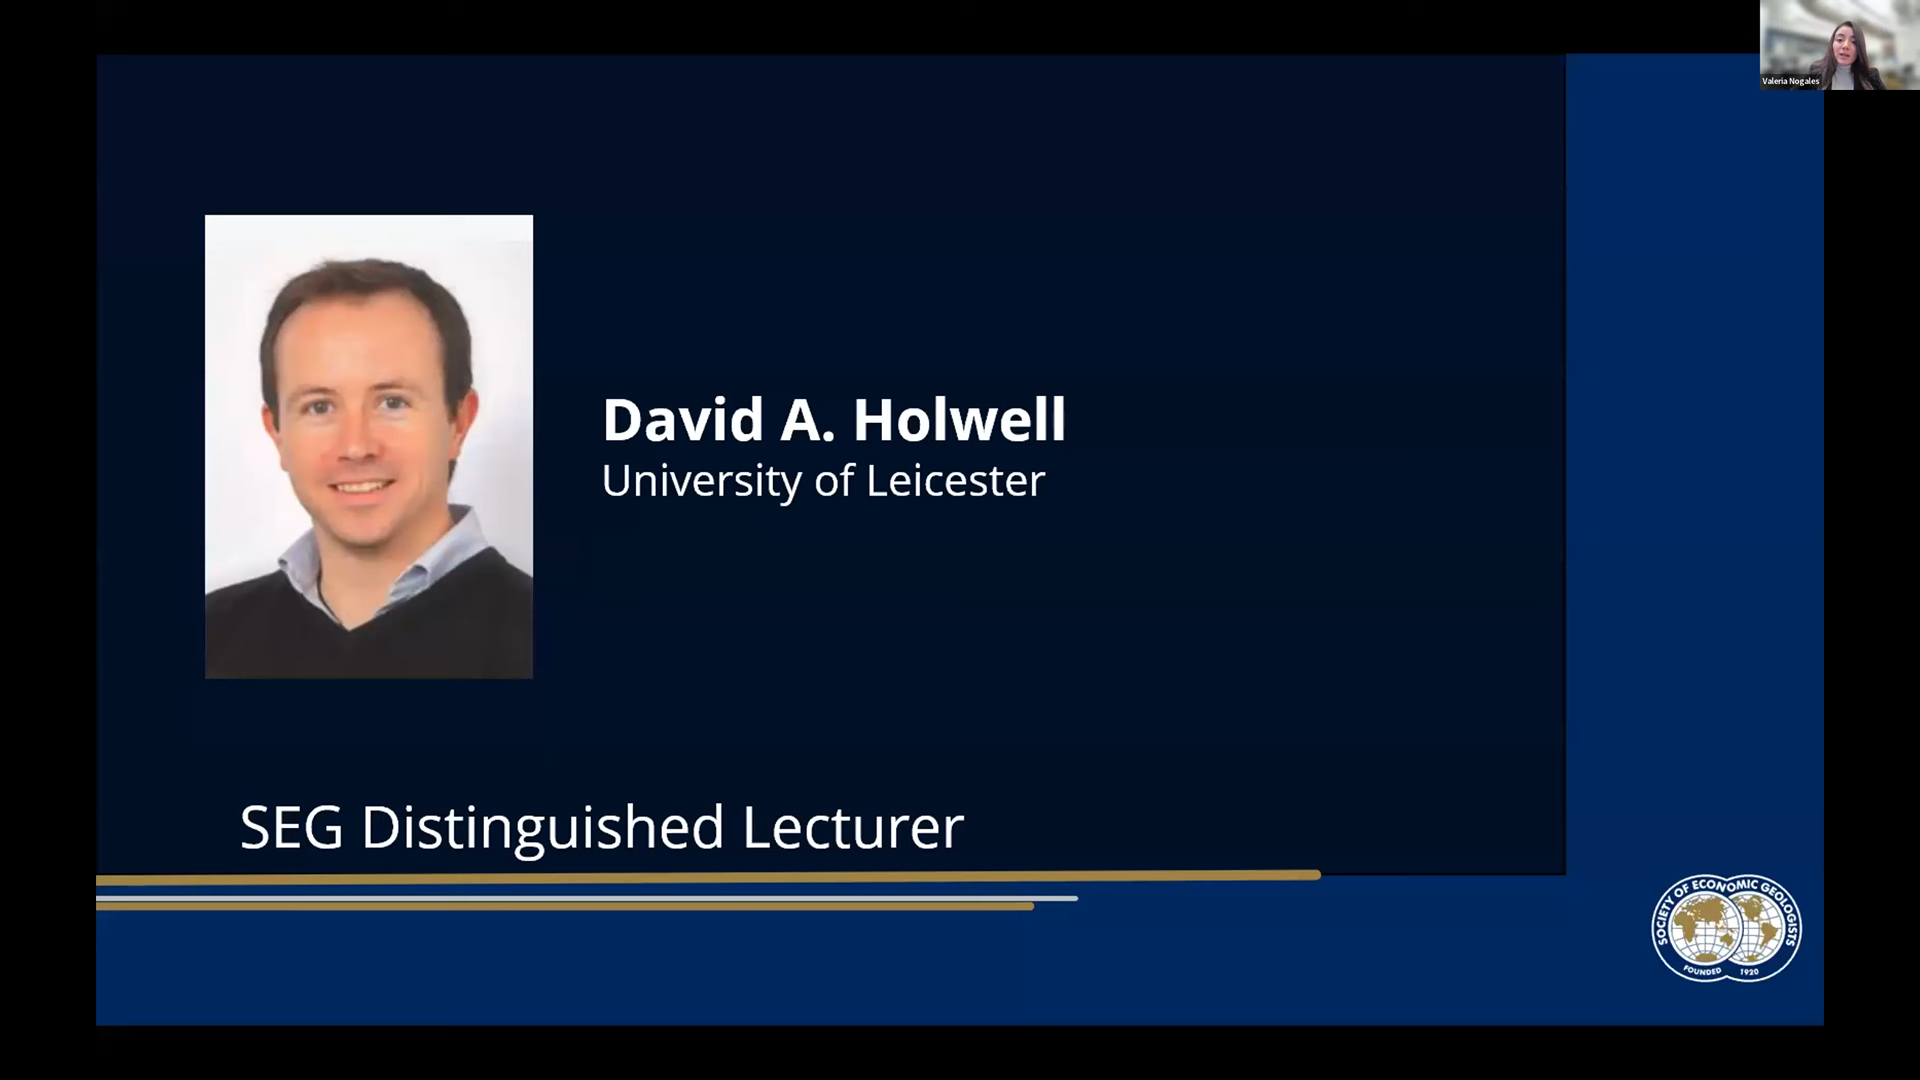 Valeria Nogales
David A. Holwell
University of Leicester
SEG Distinguished Lecturer
SOCIETY OF ECONOMIC GEOLOGISTS
FOUNDED 1920